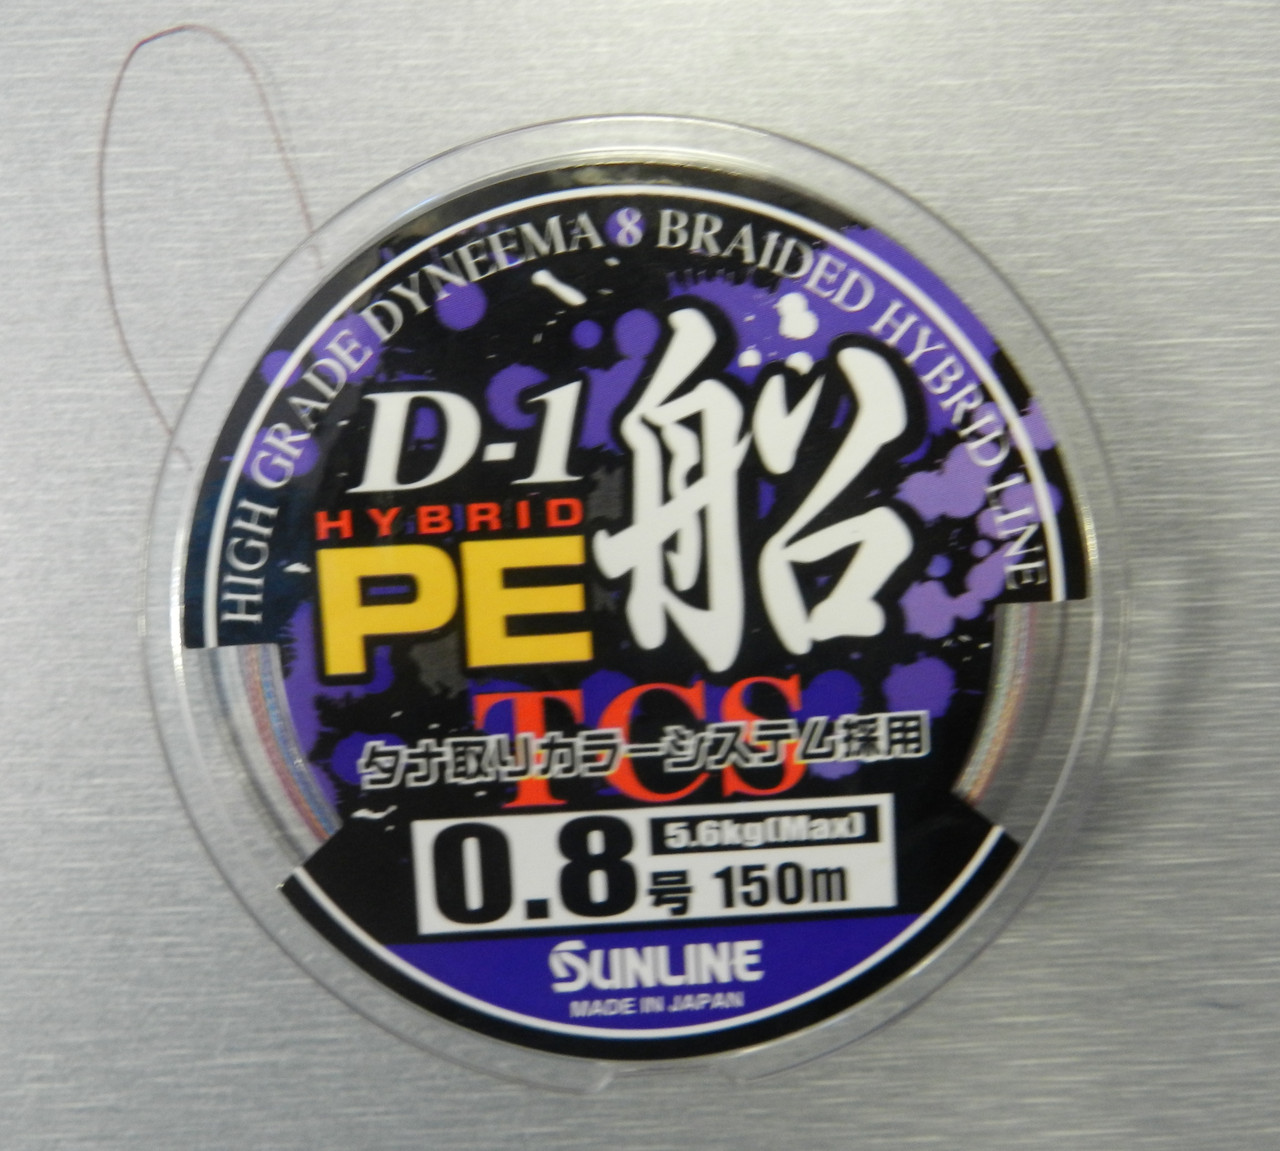 HIGH GRADE DYNEEMA 8 BRAIDED HYBRID LINE
D-1
HYBRID
PE
船
TCS
タナ取りカラーシステム採用
0.8号
5.6kg(Max)
150m
SUNLINE
MADE IN JAPAN